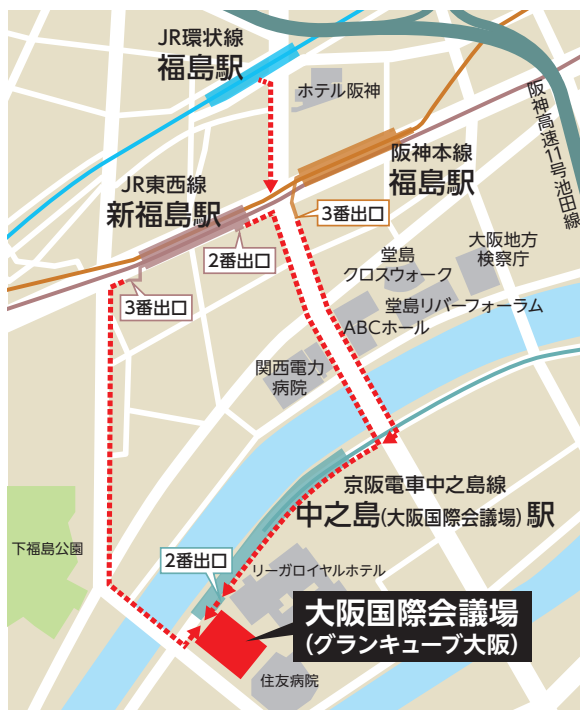 JR環状線
福島駅
ホテル阪神
阪神高速11号池田線
阪神本線
福島駅
JR東西線
新福島駅
3番出口
2番出口
3番出口
大阪地方
検察庁
堂島
クロスウォーク
堂島リバーフォーラム
ABCホール
関西電力
病院
京阪電車中之島線
中之島(大阪国際会議場)駅
下福島公園
2番出口
リーガロイヤルホテル
大阪国際会議場
(グランキューブ大阪)
住友病院